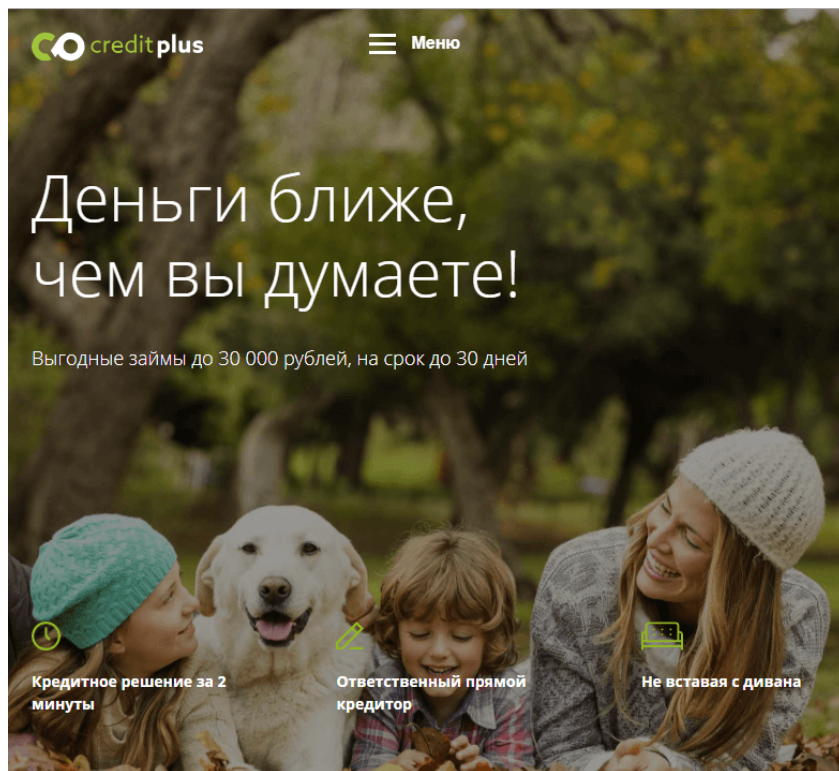 creditplus
Меню
Деньги ближе,
чем вы думаете!
Выгодные займы до 30 000 рублей, на срок до 30 дней
Кредитное решение за 2
минуты
Ответственный прямой
кредитор
Не вставая с дивана